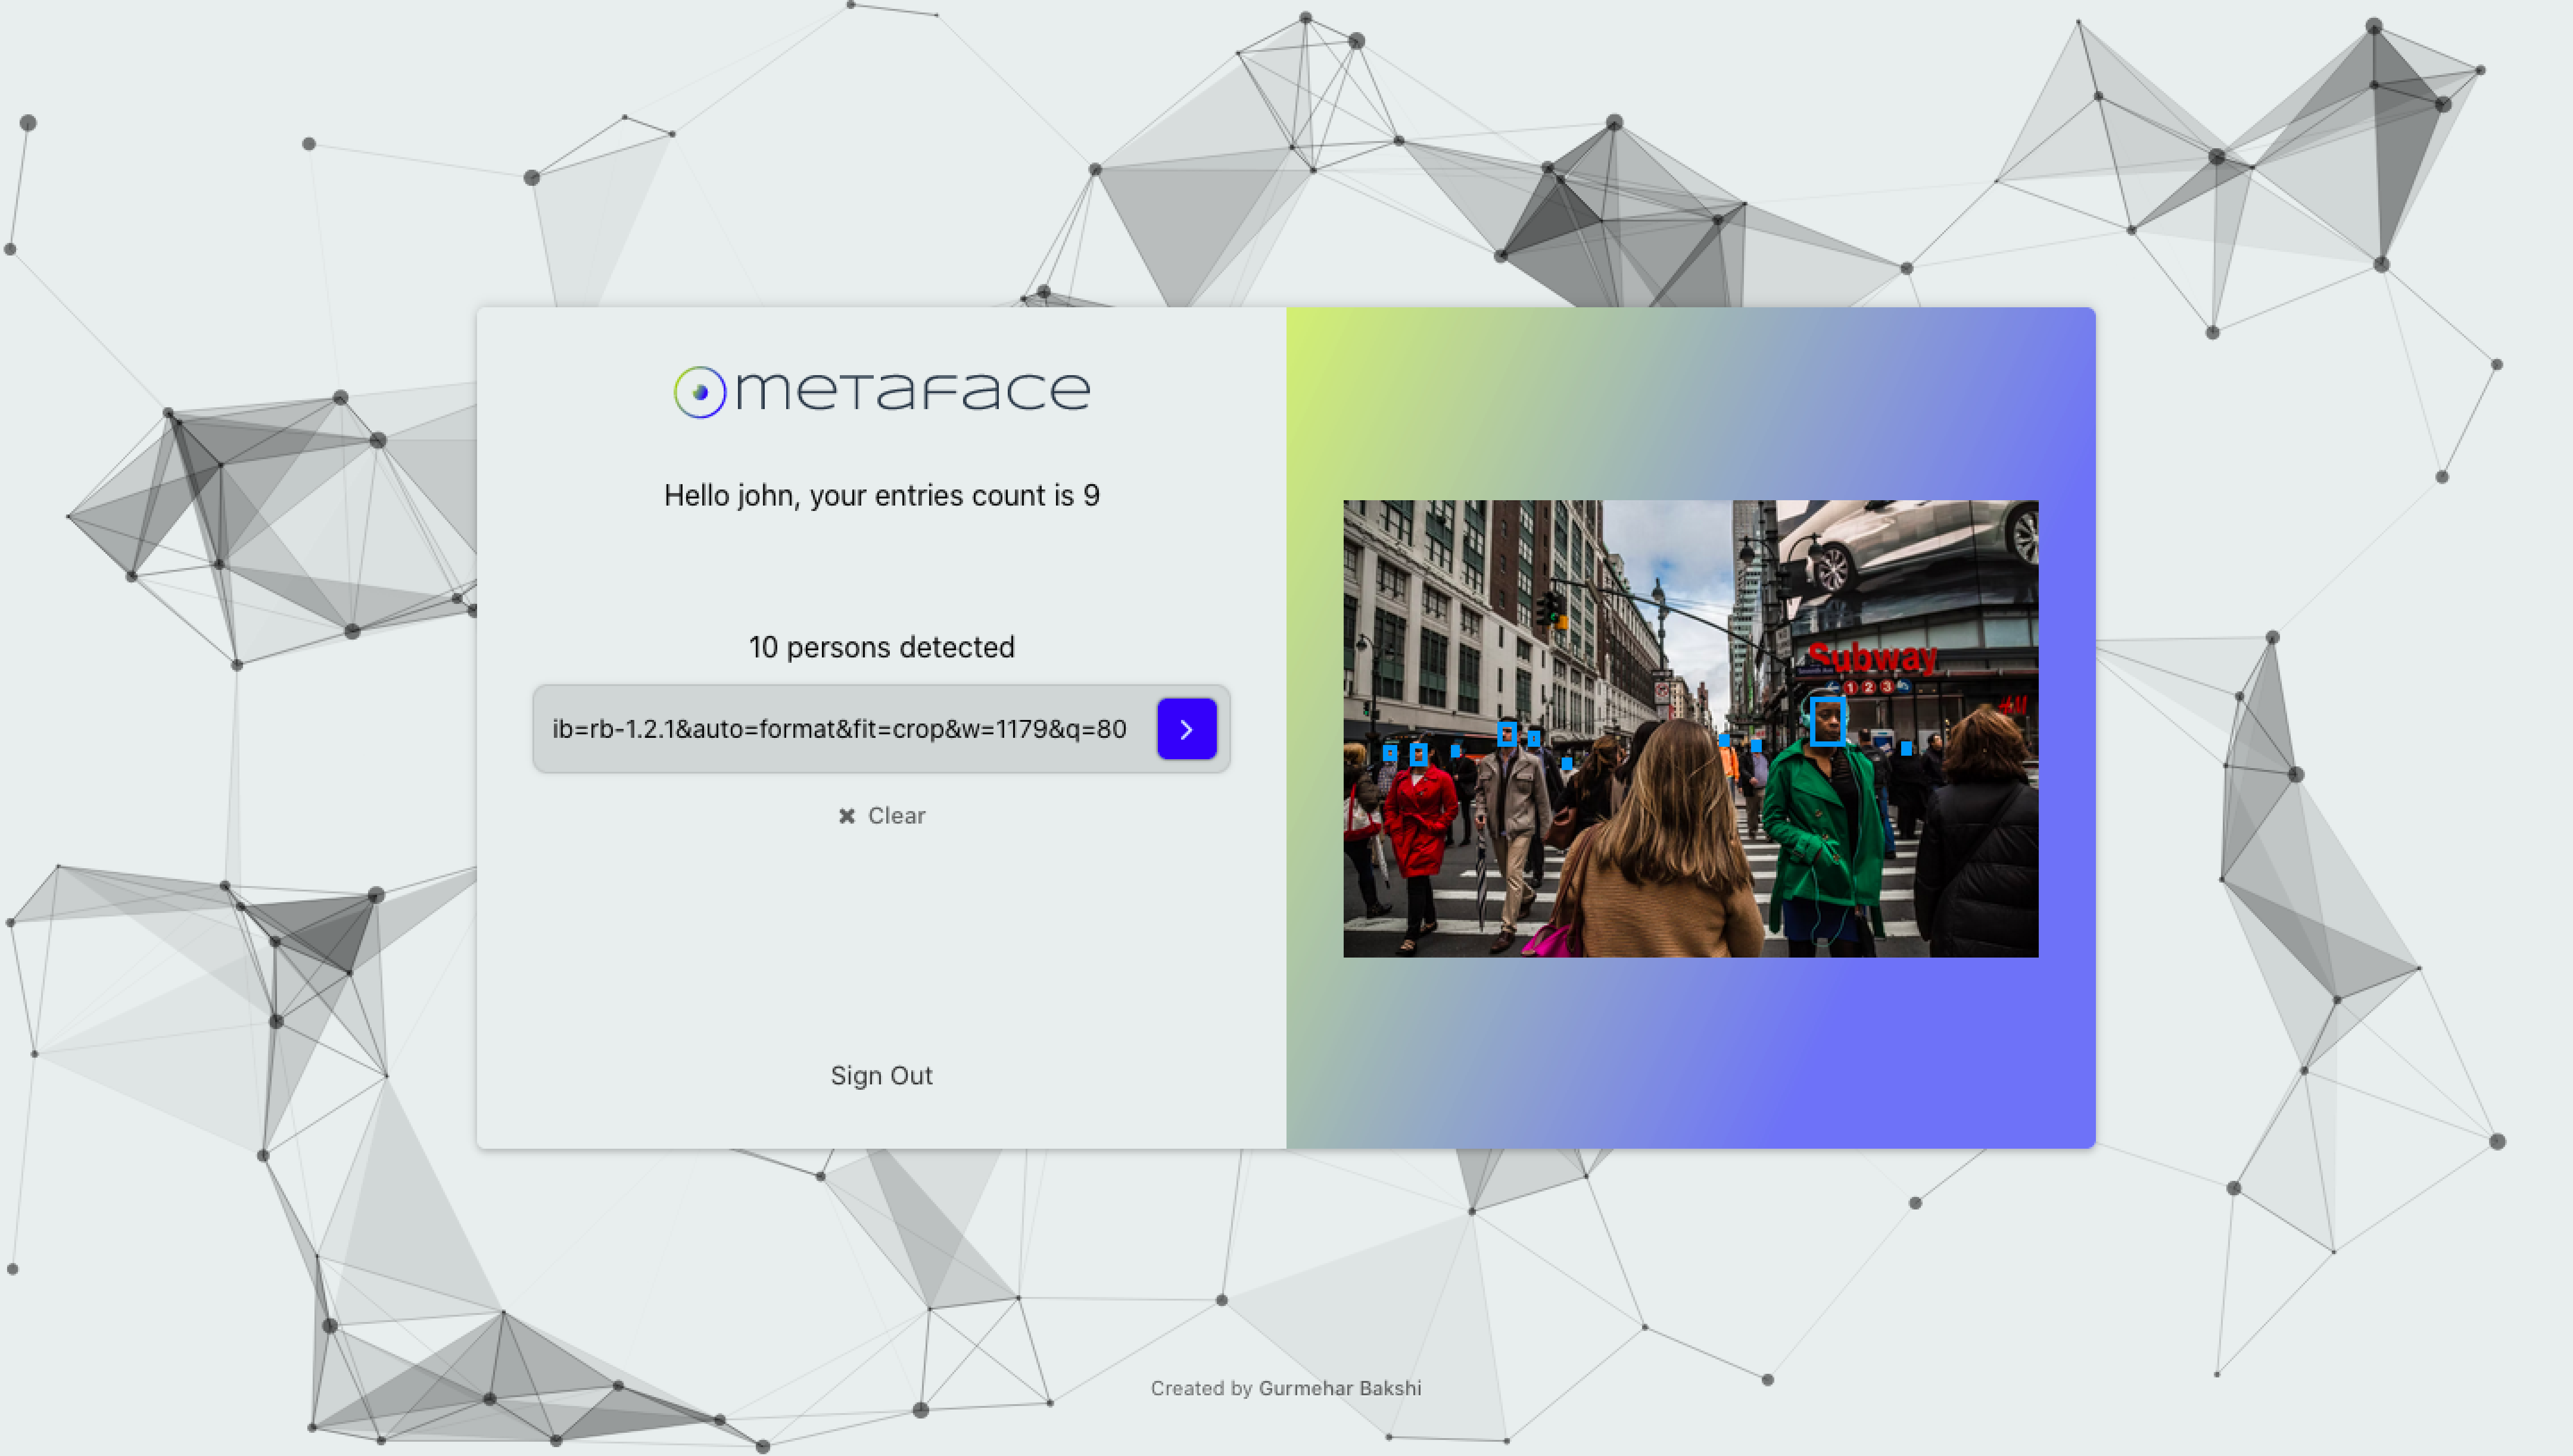 metaface
Hello john, your entries count is 9
10 persons detected
ib=rb-1.2.1&auto=format&fit=crop&w=1179&q=80
Clear
Sign Out
Subway
1 2 3
H&M
Created by Gurmehar Bakshi